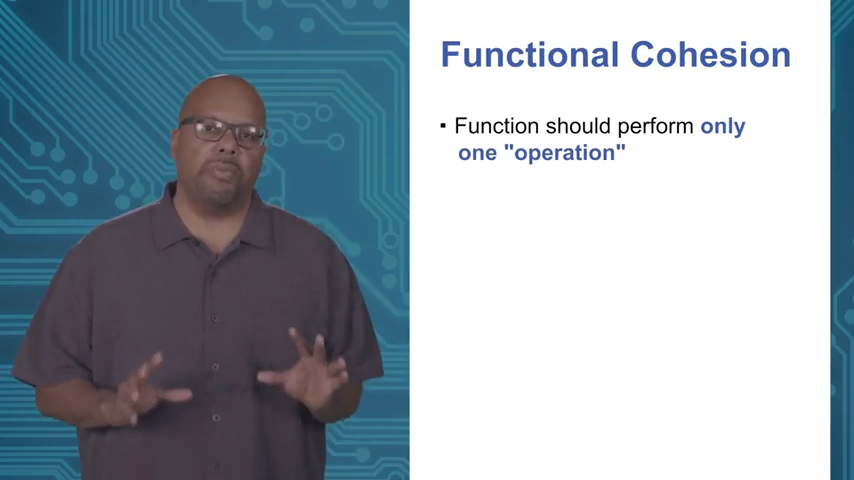 Functional Cohesion
▪ Function should perform only
one "operation"